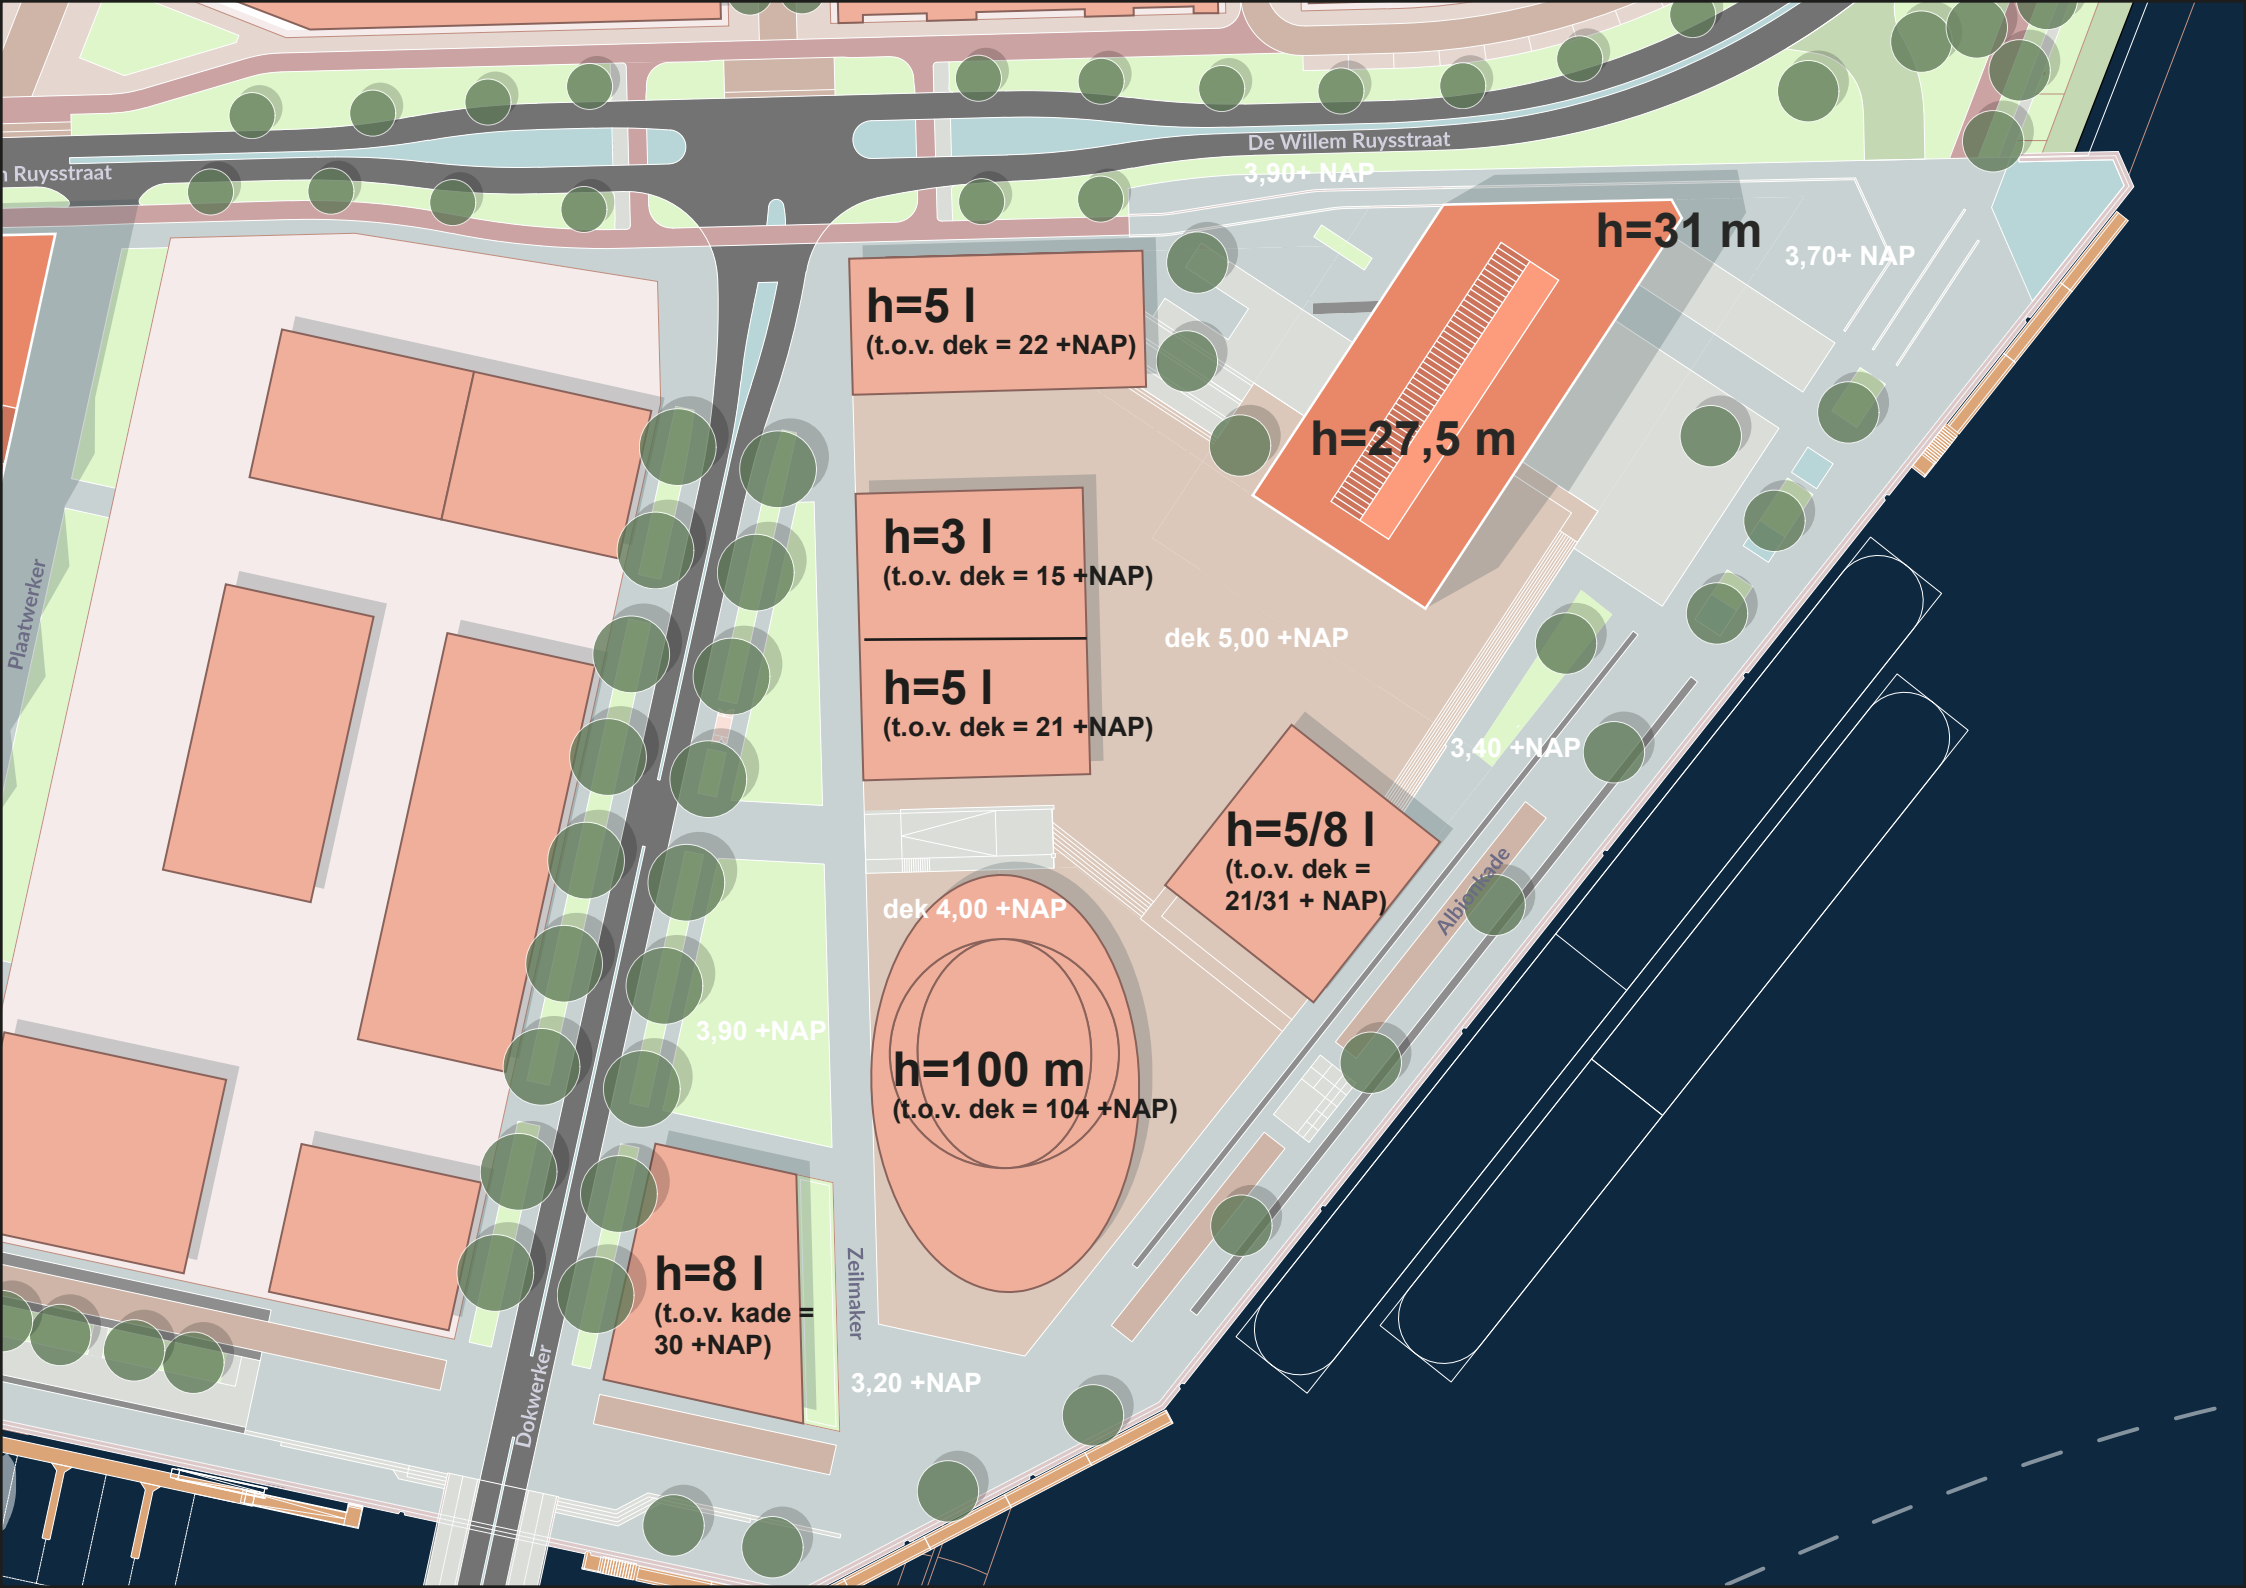 De Willem Ruysstraat
3,90+ NAP
Ruysstraat
h=31 m
3,70+ NAP
h=5 l
(t.o.v. dek = 22 +NAP)
h=27,5 m
h=3 l
(t.o.v. dek = 15 +NAP)
Plaatwerker
dek 5,00 +NAP
h=5 l
(t.o.v. dek = 21 +NAP)
3,40 +NAP
h=5/8 l
(t.o.v. dek =
21/31 + NAP)
Albionkade
dek 4,00 +NAP
3,90 +NAP
h=100 m
(t.o.v. dek = 104 +NAP)
h=8 l
(t.o.v. kade =
30 +NAP)
Zeilmaker
3,20 +NAP
Dokwerker